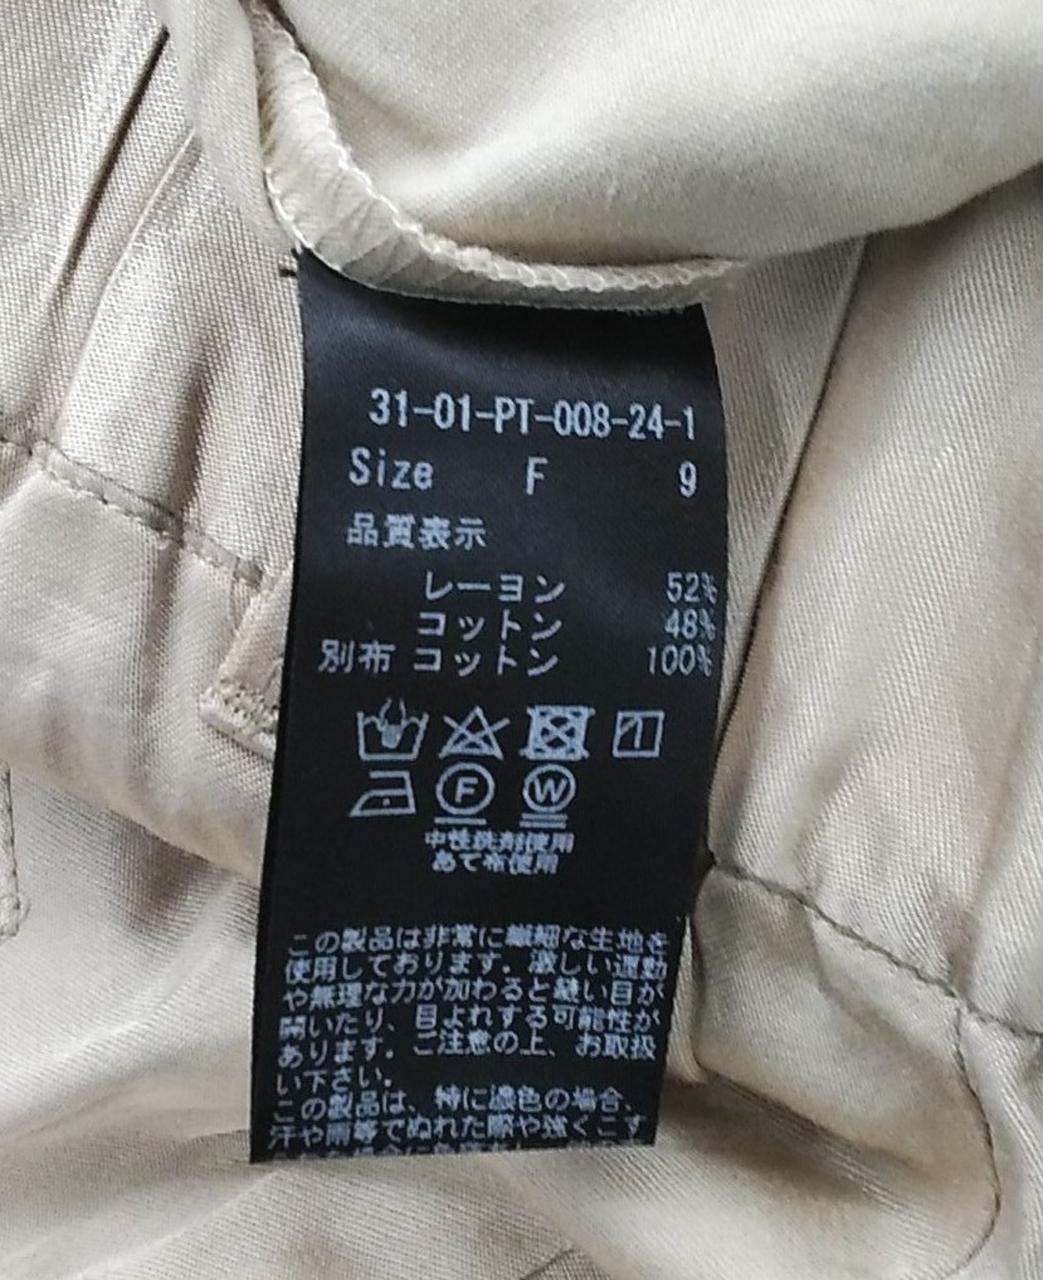 31-01-PT-008-24-1
Size F 9
品質表示
レーヨン 52%
コットン 48%
別布 コットン 100%
F W
中性洗剤使用
あて布使用
この製品は非常に繊細な生地を
使用しております。激しい運動
や無理な力が加わると縫い目が
開いたり、目よれする可能性が
あります。ご注意の上、お取扱
い下さい。
この製品は、特に濃色の場合、
汗や雨等でぬれた際や強くこす